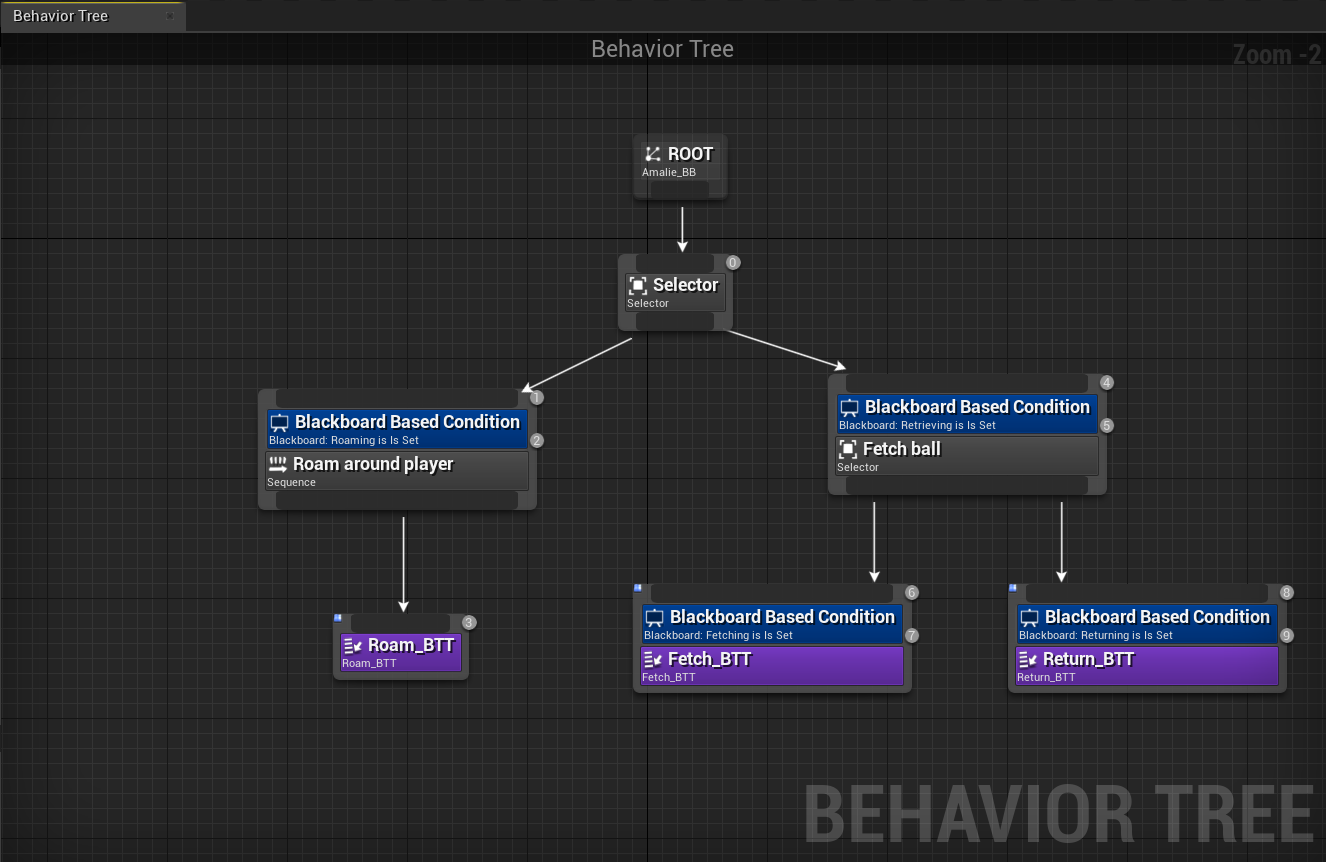 Behavior Tree
Behavior Tree
Zoom -2
ROOT
Amalie_BB
0
Selector
Selector
1
Blackboard Based Condition
Blackboard: Roaming is Is Set
2
Roam around player
Sequence
4
Blackboard Based Condition
Blackboard: Retrieving is Is Set
5
Fetch ball
Selector
3
Roam_BTT
Roam_BTT
6
Blackboard Based Condition
Blackboard: Fetching is Is Set
7
Fetch_BTT
Fetch_BTT
8
Blackboard Based Condition
Blackboard: Returning is Is Set
9
Return_BTT
Return_BTT
BEHAVIOR TREE